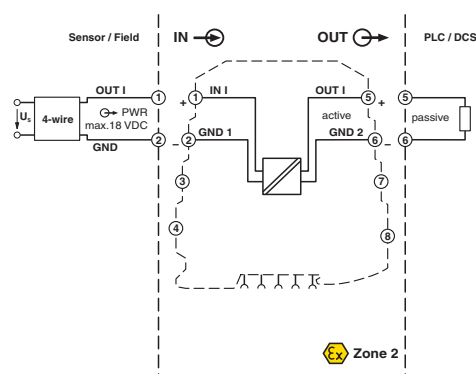 Sensor / Field
IN
OUT
PLC / DCS
OUT I
1
+
1
IN I
OUT I
5
+
5
Us
4-wire
PWR
max.18 VDC
active
passive
GND
2
–
2
GND 1
GND 2
6
–
6
3
7
4
8
Ex
Zone 2